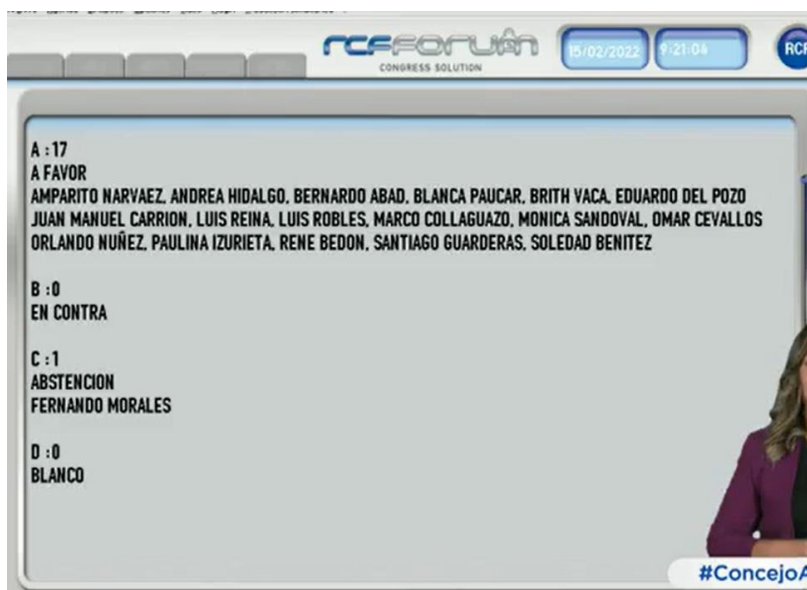 RCFFORUM
CONGRESS SOLUTION
15/02/2022
9:21:04
RCF
A :17
A FAVOR
AMPARITO NARVAEZ, ANDREA HIDALGO, BERNARDO ABAD, BLANCA PAUCAR, BRITH VACA, EDUARDO DEL POZO
JUAN MANUEL CARRION, LUIS REINA, LUIS ROBLES, MARCO COLLAGUAZO, MONICA SANDOVAL, OMAR CEVALLOS
ORLANDO NUÑEZ, PAULINA IZURIETA, RENE BEDON, SANTIAGO GUARDERAS, SOLEDAD BENITEZ
B :0
EN CONTRA
C :1
ABSTENCION
FERNANDO MORALES
D :0
BLANCO
#ConcejoA